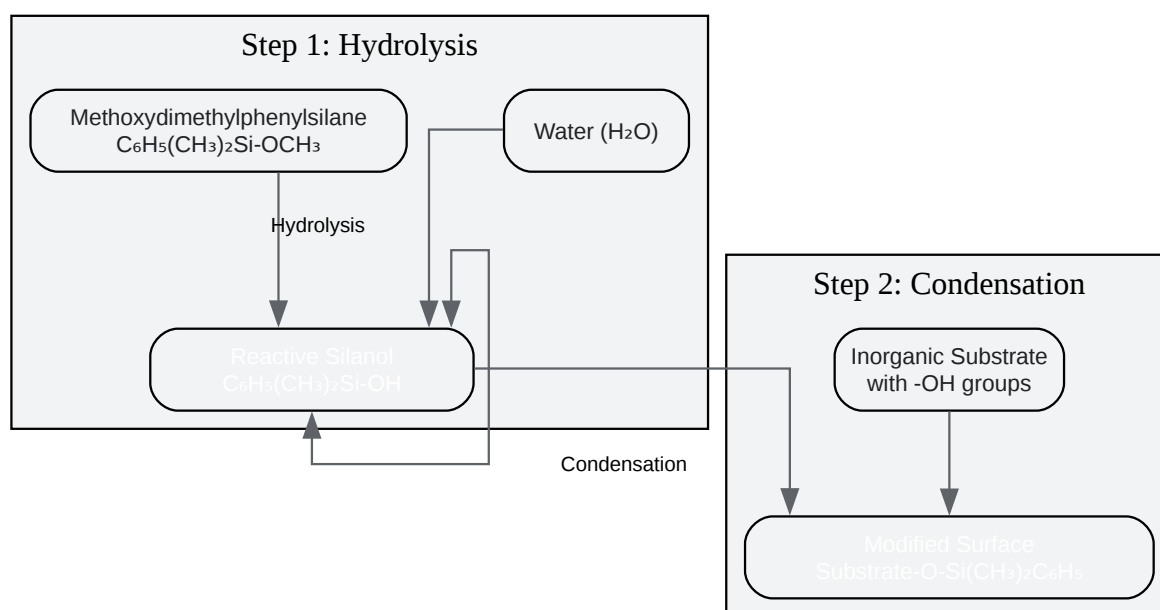 Step 1: Hydrolysis
Methoxydimethylphenylsilane
C₆H₅(CH₃)₂Si-OCH₃
Water (H₂O)
Hydrolysis
Reactive Silanol
C₆H₅(CH₃)₂Si-OH
Condensation
Step 2: Condensation
Inorganic Substrate
with -OH groups
Modified Surface
Substrate-O-Si(CH₃)₂C₆H₅